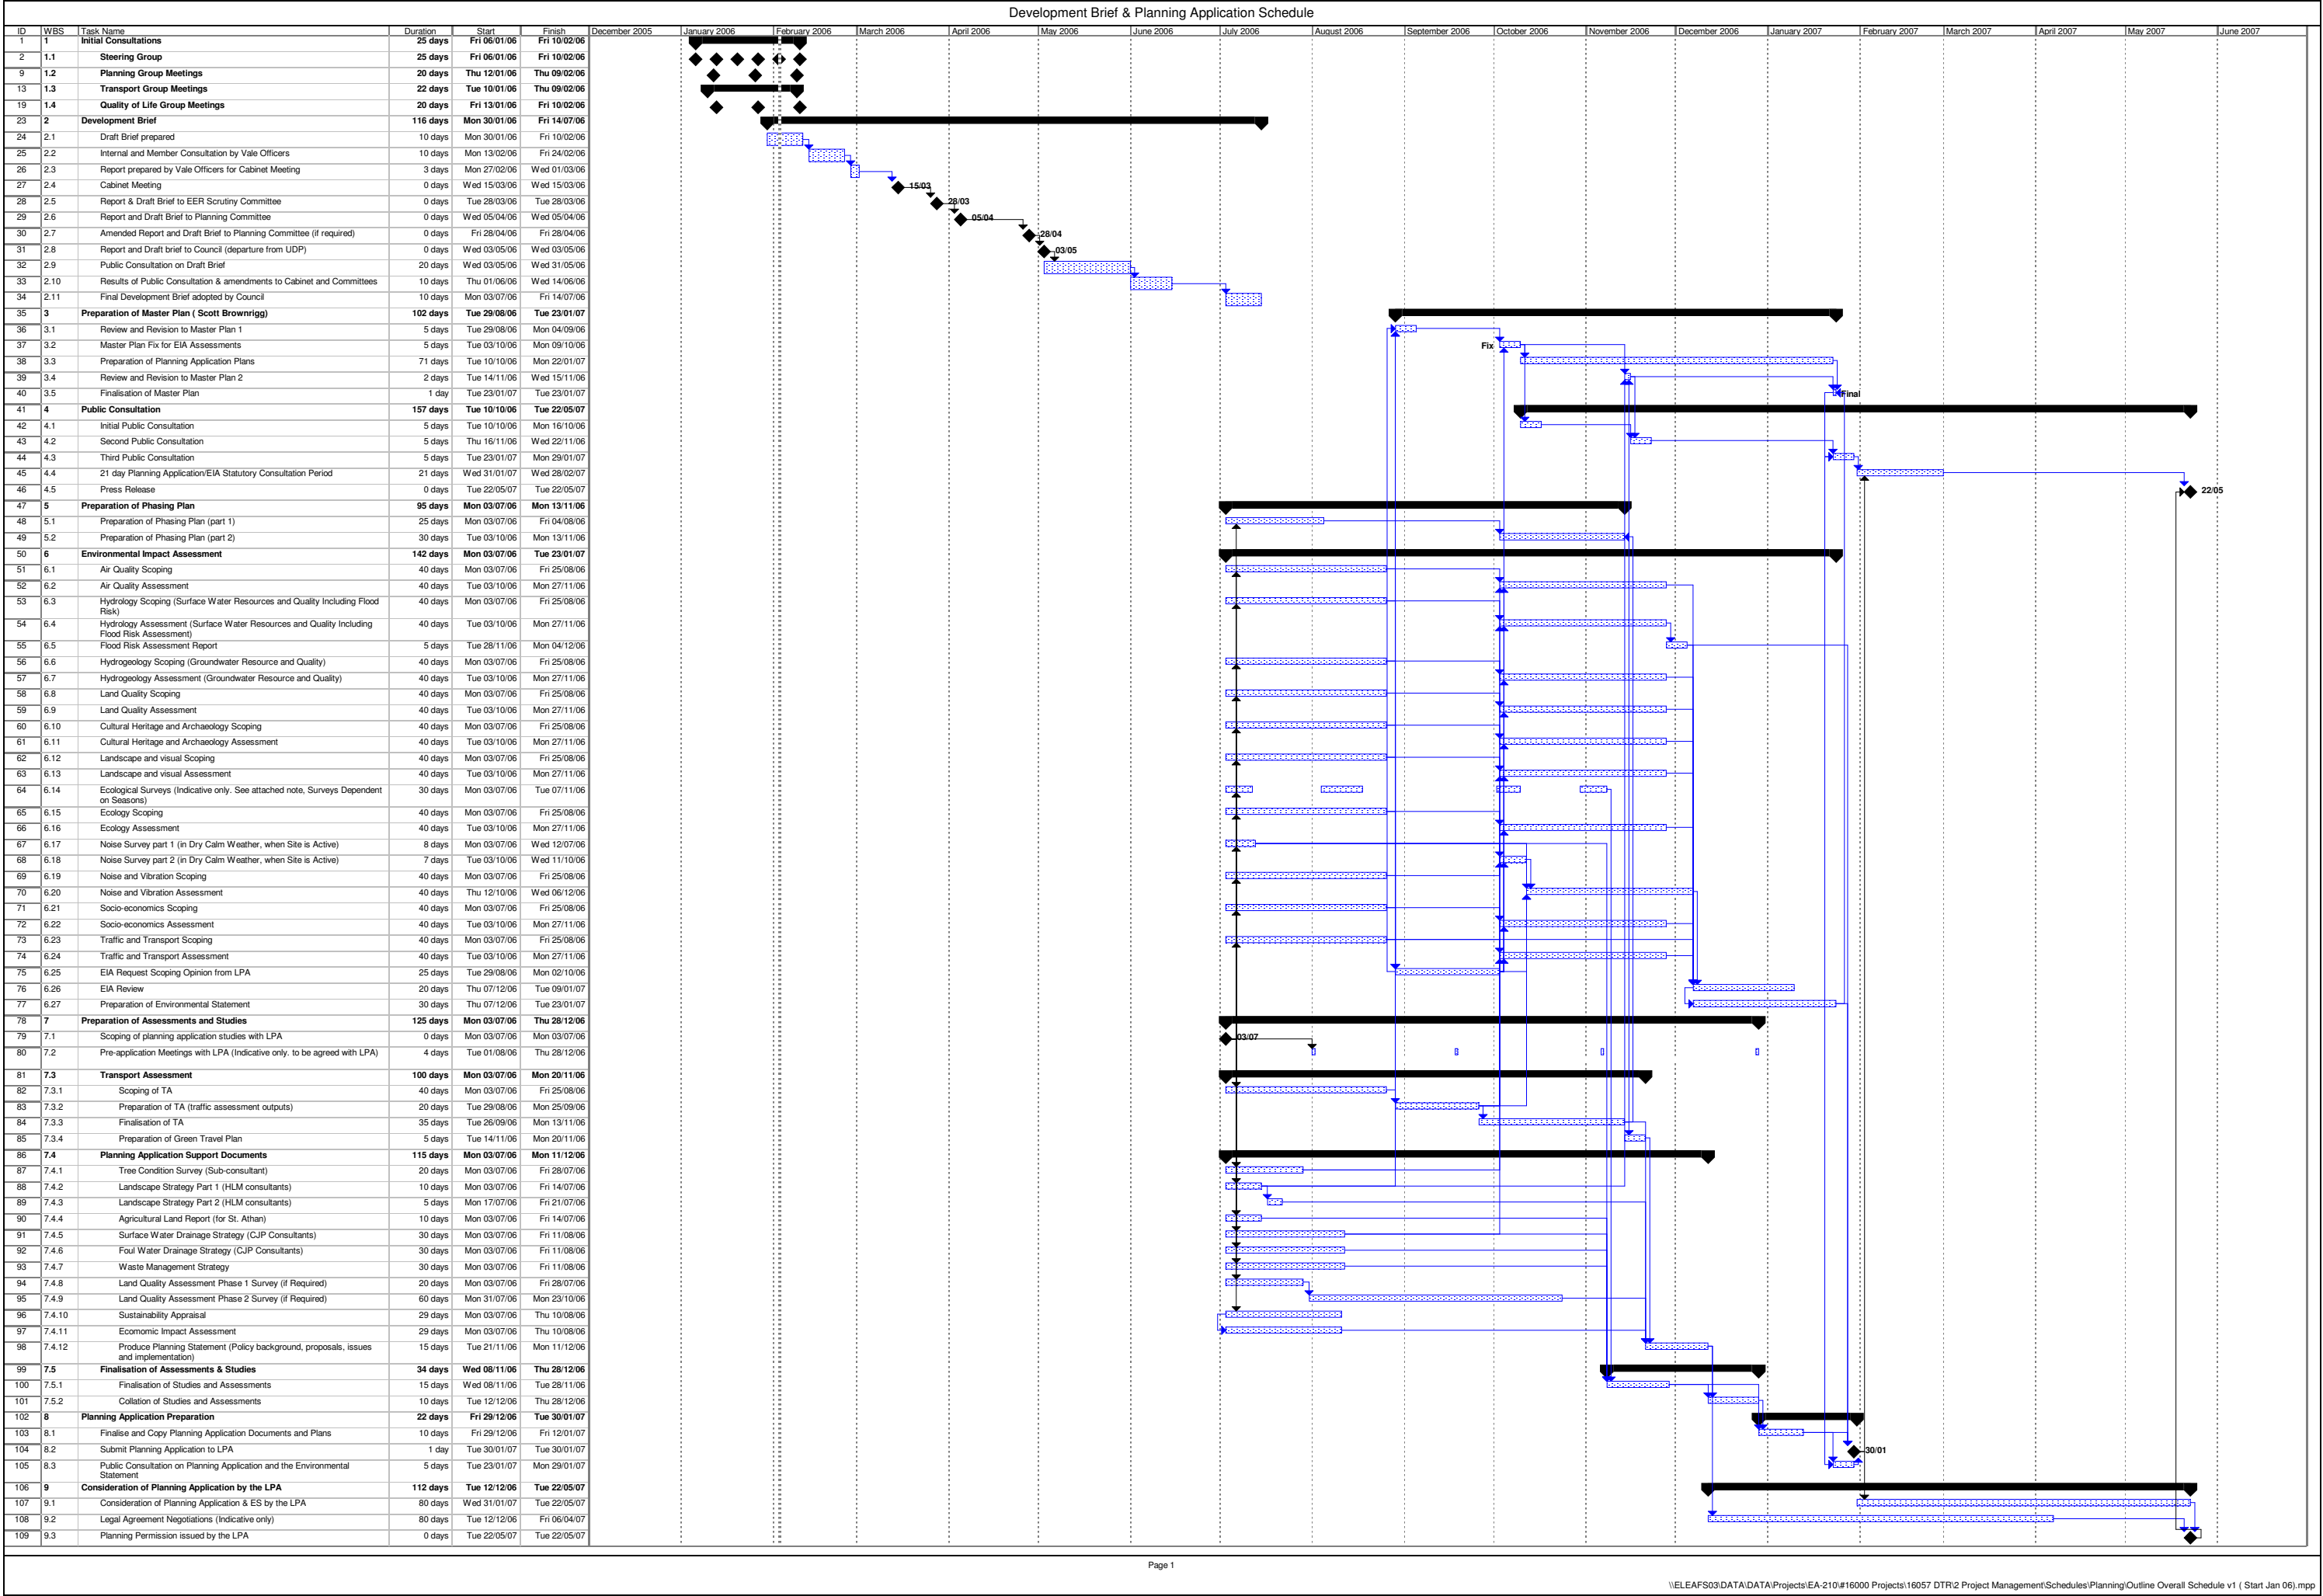 Development Brief & Planning Application Schedule
ID WBS Task Name Duration Start Finish December 2005 January 2006 February 2006 March 2006 April 2006 May 2006 June 2006 July 2006 August 2006 September 2006 October 2006 November 2006 December 2006 January 2007 February 2007 March 2007 April 2007 May 2007 June 2007
1 1 Initial Consultations 25 days Fri 06/01/06 Fri 10/02/06
2 1.1 Steering Group 25 days Fri 06/01/06 Fri 10/02/06
9 1.2 Planning Group Meetings 20 days Thu 12/01/06 Thu 09/02/06
13 1.3 Transport Group Meetings 22 days Tue 10/01/06 Thu 09/02/06
19 1.4 Quality of Life Group Meetings 20 days Fri 13/01/06 Fri 10/02/06
23 2 Development Brief 116 days Mon 30/01/06 Fri 14/07/06
24 2.1 Draft Brief prepared 10 days Mon 30/01/06 Fri 10/02/06
25 2.2 Internal and Member Consultation by Vale Officers 10 days Mon 13/02/06 Fri 24/02/06
26 2.3 Report prepared by Vale Officers for Cabinet Meeting 3 days Mon 27/02/06 Wed 01/03/06
27 2.4 Cabinet Meeting 0 days Wed 15/03/06 Wed 15/03/06 15/03
28 2.5 Report & Draft Brief to EER Scrutiny Committee 0 days Tue 28/03/06 Tue 28/03/06 28/03
29 2.6 Report and Draft Brief to Planning Committee 0 days Wed 05/04/06 Wed 05/04/06 05/04
30 2.7 Amended Report and Draft Brief to Planning Committee (if required) 0 days Fri 28/04/06 Fri 28/04/06 28/04
31 2.8 Report and Draft brief to Council (departure from UDP) 0 days Wed 03/05/06 Wed 03/05/06 03/05
32 2.9 Public Consultation on Draft Brief 20 days Wed 03/05/06 Wed 31/05/06
33 2.10 Results of Public Consultation & amendments to Cabinet and Committees 10 days Thu 01/06/06 Wed 14/06/06
34 2.11 Final Development Brief adopted by Council 10 days Mon 03/07/06 Fri 14/07/06
35 3 Preparation of Master Plan ( Scott Brownrigg) 102 days Tue 29/08/06 Tue 23/01/07
36 3.1 Review and Revision to Master Plan 1 5 days Tue 29/08/06 Mon 04/09/06
37 3.2 Master Plan Fix for EIA Assessments 5 days Tue 03/10/06 Mon 09/10/06 Fix
38 3.3 Preparation of Planning Application Plans 71 days Tue 10/10/06 Mon 22/01/07
39 3.4 Review and Revision to Master Plan 2 2 days Tue 14/11/06 Wed 15/11/06
40 3.5 Finalisation of Master Plan 1 day Tue 23/01/07 Tue 23/01/07 Final
41 4 Public Consultation 157 days Tue 10/10/06 Tue 22/05/07
42 4.1 Initial Public Consultation 5 days Tue 10/10/06 Mon 16/10/06
43 4.2 Second Public Consultation 5 days Thu 16/11/06 Wed 22/11/06
44 4.3 Third Public Consultation 5 days Tue 23/01/07 Mon 29/01/07
45 4.4 21 day Planning Application/EIA Statutory Consultation Period 21 days Wed 31/01/07 Wed 28/02/07
46 4.5 Press Release 0 days Tue 22/05/07 Tue 22/05/07 22/05
47 5 Preparation of Phasing Plan 95 days Mon 03/07/06 Mon 13/11/06
48 5.1 Preparation of Phasing Plan (part 1) 25 days Mon 03/07/06 Fri 04/08/06
49 5.2 Preparation of Phasing Plan (part 2) 30 days Tue 03/10/06 Mon 13/11/06
50 6 Environmental Impact Assessment 142 days Mon 03/07/06 Tue 23/01/07
51 6.1 Air Quality Scoping 40 days Mon 03/07/06 Fri 25/08/06
52 6.2 Air Quality Assessment 40 days Tue 03/10/06 Mon 27/11/06
53 6.3 Hydrology Scoping (Surface Water Resources and Quality Including Flood 40 days Mon 03/07/06 Fri 25/08/06
Risk)
54 6.4 Hydrology Assessment (Surface Water Resources and Quality Including 40 days Tue 03/10/06 Mon 27/11/06
Flood Risk Assessment)
55 6.5 Flood Risk Assessment Report 5 days Tue 28/11/06 Mon 04/12/06
56 6.6 Hydrogeology Scoping (Groundwater Resource and Quality) 40 days Mon 03/07/06 Fri 25/08/06
57 6.7 Hydrogeology Assessment (Groundwater Resource and Quality) 40 days Tue 03/10/06 Mon 27/11/06
58 6.8 Land Quality Scoping 40 days Mon 03/07/06 Fri 25/08/06
59 6.9 Land Quality Assessment 40 days Tue 03/10/06 Mon 27/11/06
60 6.10 Cultural Heritage and Archaeology Scoping 40 days Mon 03/07/06 Fri 25/08/06
61 6.11 Cultural Heritage and Archaeology Assessment 40 days Tue 03/10/06 Mon 27/11/06
62 6.12 Landscape and visual Scoping 40 days Mon 03/07/06 Fri 25/08/06
63 6.13 Landscape and visual Assessment 40 days Tue 03/10/06 Mon 27/11/06
64 6.14 Ecological Surveys (Indicative only. See attached note, Surveys Dependent 30 days Mon 03/07/06 Tue 07/11/06
on Seasons)
65 6.15 Ecology Scoping 40 days Mon 03/07/06 Fri 25/08/06
66 6.16 Ecology Assessment 40 days Tue 03/10/06 Mon 27/11/06
67 6.17 Noise Survey part 1 (in Dry Calm Weather, when Site is Active) 8 days Mon 03/07/06 Wed 12/07/06
68 6.18 Noise Survey part 2 (in Dry Calm Weather, when Site is Active) 7 days Tue 03/10/06 Wed 11/10/06
69 6.19 Noise and Vibration Scoping 40 days Mon 03/07/06 Fri 25/08/06
70 6.20 Noise and Vibration Assessment 40 days Thu 12/10/06 Wed 06/12/06
71 6.21 Socio-economics Scoping 40 days Mon 03/07/06 Fri 25/08/06
72 6.22 Socio-economics Assessment 40 days Tue 03/10/06 Mon 27/11/06
73 6.23 Traffic and Transport Scoping 40 days Mon 03/07/06 Fri 25/08/06
74 6.24 Traffic and Transport Assessment 40 days Tue 03/10/06 Mon 27/11/06
75 6.25 EIA Request Scoping Opinion from LPA 25 days Tue 29/08/06 Mon 02/10/06
76 6.26 EIA Review 20 days Thu 07/12/06 Tue 09/01/07
77 6.27 Preparation of Environmental Statement 30 days Thu 07/12/06 Tue 23/01/07
78 7 Preparation of Assessments and Studies 125 days Mon 03/07/06 Thu 28/12/06
79 7.1 Scoping of planning application studies with LPA 0 days Mon 03/07/06 Mon 03/07/06 03/07
80 7.2 Pre-application Meetings with LPA (Indicative only. to be agreed with LPA) 4 days Tue 01/08/06 Thu 28/12/06
81 7.3 Transport Assessment 100 days Mon 03/07/06 Mon 20/11/06
82 7.3.1 Scoping of TA 40 days Mon 03/07/06 Fri 25/08/06
83 7.3.2 Preparation of TA (traffic assessment outputs) 20 days Tue 29/08/06 Mon 25/09/06
84 7.3.3 Finalisation of TA 35 days Tue 26/09/06 Mon 13/11/06
85 7.3.4 Preparation of Green Travel Plan 5 days Tue 14/11/06 Mon 20/11/06
86 7.4 Planning Application Support Documents 115 days Mon 03/07/06 Mon 11/12/06
87 7.4.1 Tree Condition Survey (Sub-consultant) 20 days Mon 03/07/06 Fri 28/07/06
88 7.4.2 Landscape Strategy Part 1 (HLM consultants) 10 days Mon 03/07/06 Fri 14/07/06
89 7.4.3 Landscape Strategy Part 2 (HLM consultants) 5 days Mon 17/07/06 Fri 21/07/06
90 7.4.4 Agricultural Land Report (for St. Athan) 10 days Mon 03/07/06 Fri 14/07/06
91 7.4.5 Surface Water Drainage Strategy (CJP Consultants) 30 days Mon 03/07/06 Fri 11/08/06
92 7.4.6 Foul Water Drainage Strategy (CJP Consultants) 30 days Mon 03/07/06 Fri 11/08/06
93 7.4.7 Waste Management Strategy 30 days Mon 03/07/06 Fri 11/08/06
94 7.4.8 Land Quality Assessment Phase 1 Survey (if Required) 20 days Mon 03/07/06 Fri 28/07/06
95 7.4.9 Land Quality Assessment Phase 2 Survey (if Required) 60 days Mon 31/07/06 Mon 23/10/06
96 7.4.10 Sustainability Appraisal 29 days Mon 03/07/06 Thu 10/08/06
97 7.4.11 Ecomomic Impact Assessment 29 days Mon 03/07/06 Thu 10/08/06
98 7.4.12 Produce Planning Statement (Policy background, proposals, issues 15 days Tue 21/11/06 Mon 11/12/06
and implementation)
99 7.5 Finalisation of Assessments & Studies 34 days Wed 08/11/06 Thu 28/12/06
100 7.5.1 Finalisation of Studies and Assessments 15 days Wed 08/11/06 Tue 28/11/06
101 7.5.2 Collation of Studies and Assessments 10 days Tue 12/12/06 Thu 28/12/06
102 8 Planning Application Preparation 22 days Fri 29/12/06 Tue 30/01/07
103 8.1 Finalise and Copy Planning Application Documents and Plans 10 days Fri 29/12/06 Fri 12/01/07
104 8.2 Submit Planning Application to LPA 1 day Tue 30/01/07 Tue 30/01/07 30/01
105 8.3 Public Consultation on Planning Application and the Environmental 5 days Tue 23/01/07 Mon 29/01/07
Statement
106 9 Consideration of Planning Application by the LPA 112 days Tue 12/12/06 Tue 22/05/07
107 9.1 Consideration of Planning Application & ES by the LPA 80 days Wed 31/01/07 Tue 22/05/07
108 9.2 Legal Agreement Negotiations (Indicative only) 80 days Tue 12/12/06 Fri 06/04/07
109 9.3 Planning Permission issued by the LPA 0 days Tue 22/05/07 Tue 22/05/07
Page 1
\\ELEAFS03\DATA\DATA\Projects\EA-210\#16000 Projects\16057 DTR\2 Project Management\Schedules\Planning\Outline Overall Schedule v1 ( Start Jan 06).mpp